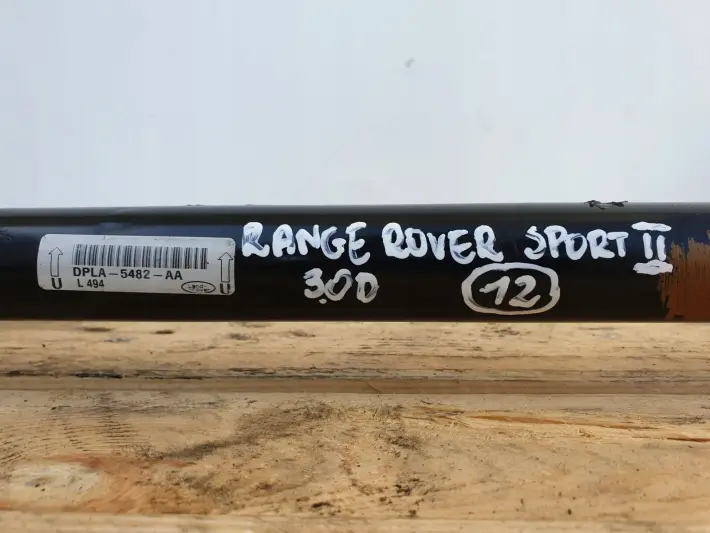 RANGE ROVER SPORT II
3.0D
12
DPLA-5482-AA
L 494
U
U